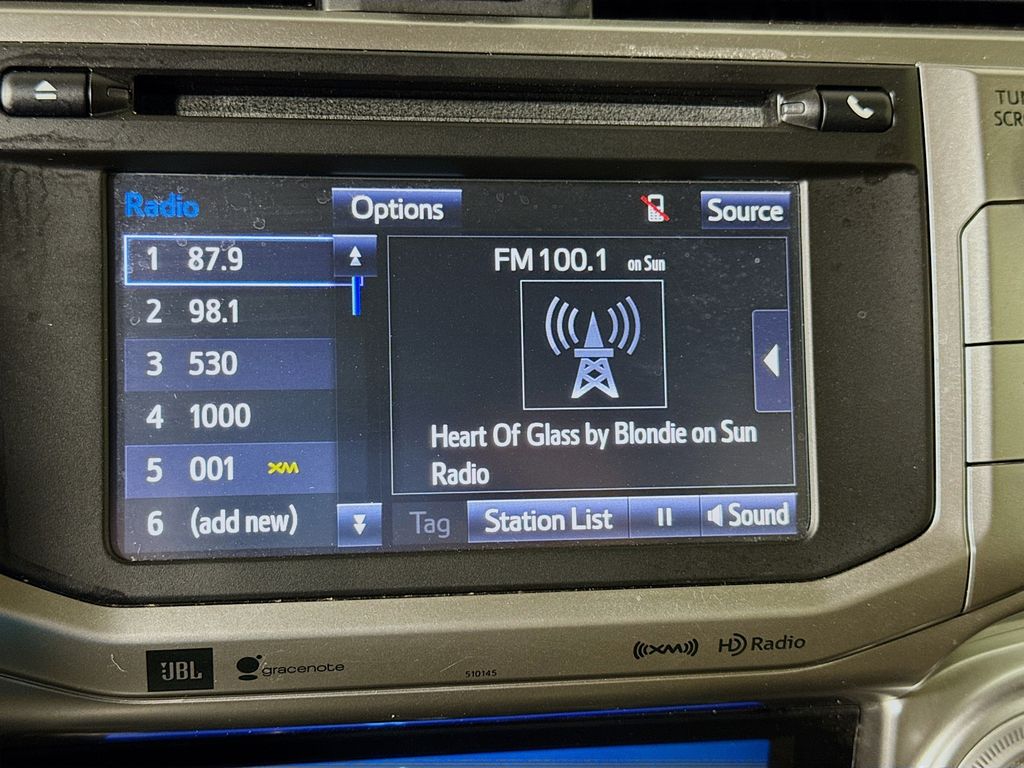 TU
SCR
Radio
Options
Source
1 87.9
2 98.1
3 530
4 1000
5 001 XM
6 (add new)
FM 100.1 on Sun
Heart Of Glass by Blondie on Sun
Radio
Tag
Station List
Sound
JBL
gracenote
510145
((XM))
HD Radio